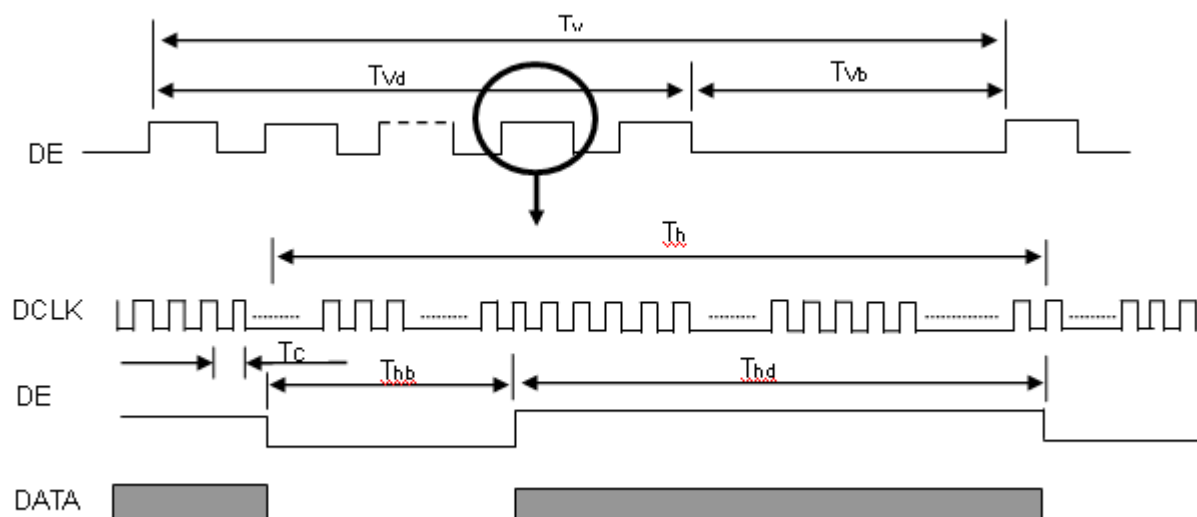 Tv
Tvd
Tvb
DE
Th
DCLK
Tc
Thb
Thd
DE
DATA